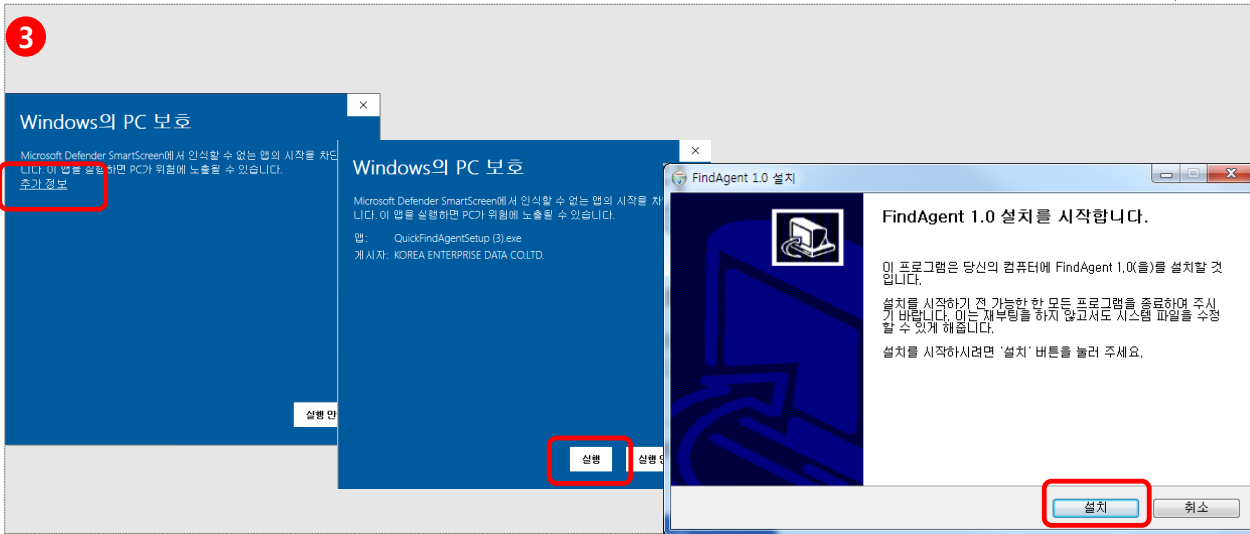 3
Windows의 PC 보호
Microsoft Defender SmartScreen에서 인식할 수 없는 앱의 시작을 차단
니다. 이 앱을 실행하면 PC가 위험에 노출될 수 있습니다.
추가 정보
실행 안
Windows의 PC 보호
Microsoft Defender SmartScreen에서 인식할 수 없는 앱의 시작을 차
니다. 이 앱을 실행하면 PC가 위험에 노출될 수 있습니다.
앱: QuickFindAgentSetup (3).exe
게시자: KOREA ENTERPRISE DATA CO.LTD.
실행
실행
FindAgent 1.0 설치
FindAgent 1.0 설치를 시작합니다.
이 프로그램은 당신의 컴퓨터에 FindAgent 1.0(을)를 설치할 것
입니다.
설치를 시작하기 전 가능한 한 모든 프로그램을 종료하여 주시
기 바랍니다. 이는 재부팅을 하지 않고서도 시스템 파일을 수정
할 수 있게 해줍니다.
설치를 시작하시려면 '설치' 버튼을 눌러 주세요.
설치
취소